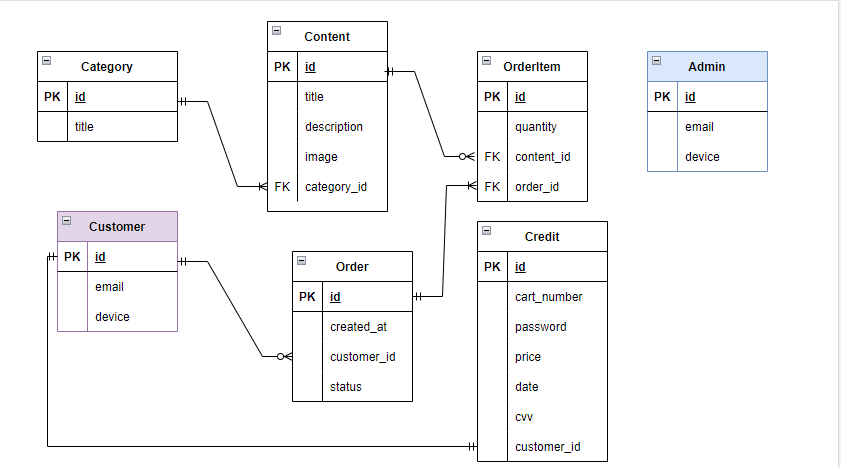 Category
PK id
title
Content
PK id
title
description
image
FK category_id
OrderItem
PK id
quantity
FK content_id
FK order_id
Admin
PK id
email
device
Customer
PK id
email
device
Order
PK id
created_at
customer_id
status
Credit
PK id
cart_number
password
price
date
cvv
customer_id